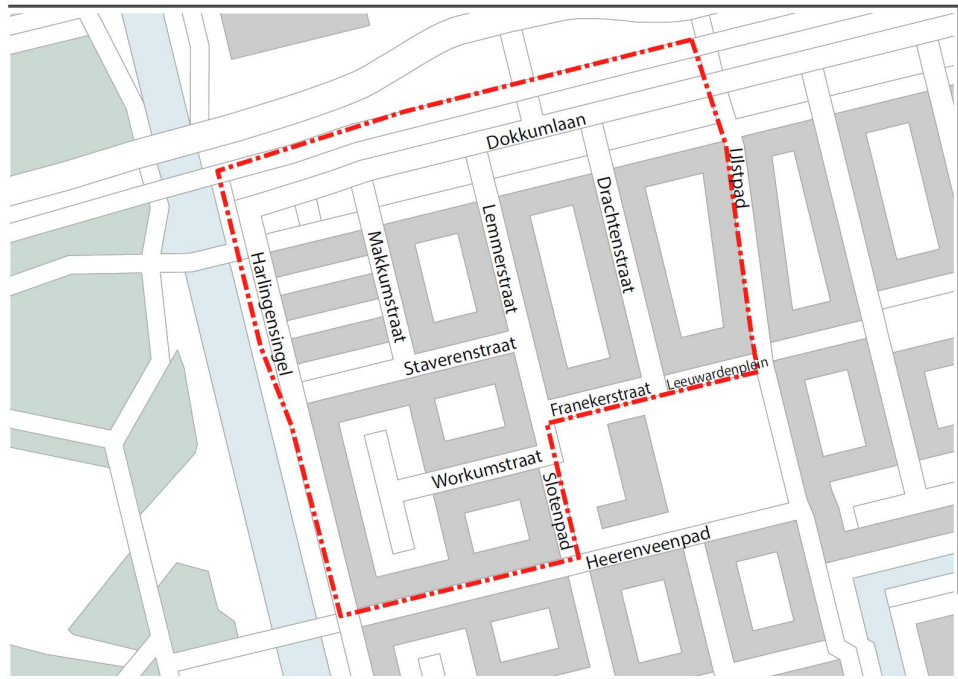 Dokkumlaan
IJlstpad
Drachtenstraat
Lemmerstraat
Makkumstraat
Harlingensingel
Staverenstraat
Franekerstraat
Leeuwardenplein
Workumstraat
Slotenpad
Heerenveenpad